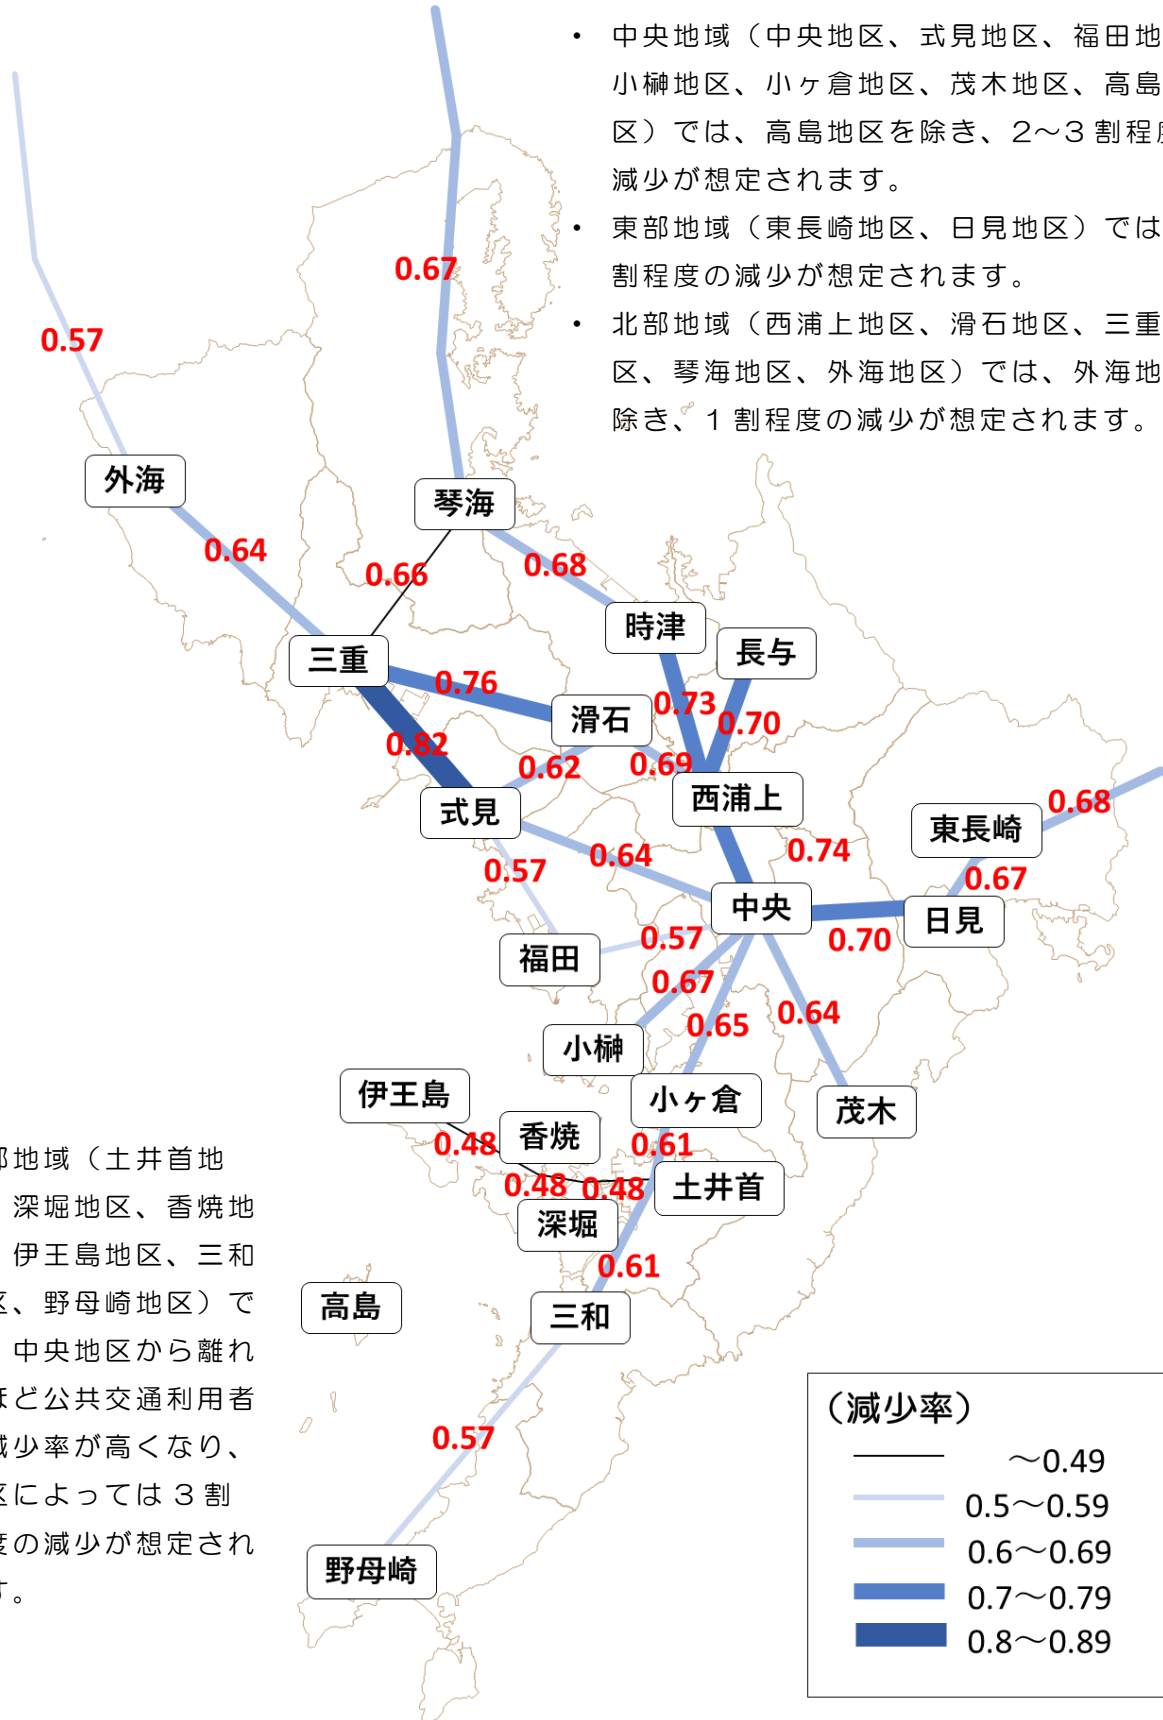 • 中央地域（中央地区、式見地区、福田地
小榊地区、小ヶ倉地区、茂木地区、高島
区）では、高島地区を除き、2～3 割程度
減少が想定されます。
• 東部地域（東長崎地区、日見地区）では
割程度の減少が想定されます。
• 北部地域（西浦上地区、滑石地区、三重
区、琴海地区、外海地区）では、外海地
除き、1 割程度の減少が想定されます。
0.67
0.57
外海
琴海
0.64
0.66
0.68
時津
長与
三重
0.76
0.73
0.70
滑石
0.82
0.62
0.69
西浦上
式見
0.68
東長崎
0.57
0.64
0.74
0.67
中央
日見
0.57
0.70
福田
0.67
0.65
0.64
小榊
伊王島
小ヶ倉
茂木
香焼
0.48
0.61
0.48
0.48
土井首
深堀
0.61
高島
三和
0.57
野母崎
部地域（土井首地
深堀地区、香焼地
伊王島地区、三和
区、野母崎地区）で
中央地区から離れ
ほど公共交通利用者
減少率が高くなり、
区によっては 3 割
度の減少が想定され
す。
（減少率）
～0.49
0.5～0.59
0.6～0.69
0.7～0.79
0.8～0.89